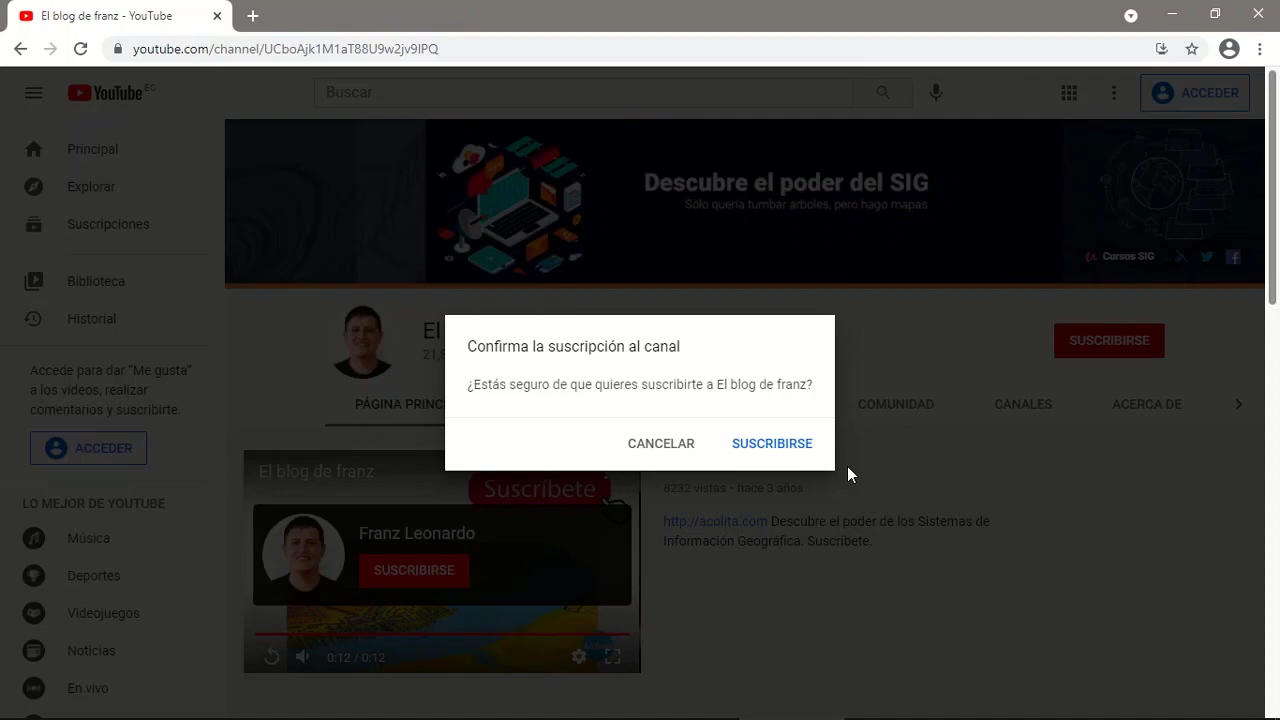 El blog de franz - YouTube
youtube.com/channel/UCboAjk1M1aT88U9w2jv9IPQ
YouTube EC
Buscar
ACCEDER
Principal
Explorar
Suscripciones
Biblioteca
Historial
Accede para dar “Me gusta”
a los videos, realizar
comentarios y suscribirte.
ACCEDER
LO MEJOR DE YOUTUBE
Música
Deportes
Videojuegos
Noticias
En vivo
Descubre el poder del SIG
Sólo quería tumbar árboles, pero hago mapas
Cursos SIG
El
21,8
SUSCRIBIRSE
PÁGINA PRINC
COMUNIDAD
CANALES
ACERCA DE
Confirma la suscripción al canal
¿Estás seguro de que quieres suscribirte a El blog de franz?
CANCELAR
SUSCRIBIRSE
El blog de franz
Suscríbete
Franz Leonardo
SUSCRIBIRSE
0:12 / 0:12
8232 vistas • hace 3 años
http://acolita.com Descubre el poder de los Sistemas de
Información Geográfica. Suscríbete.